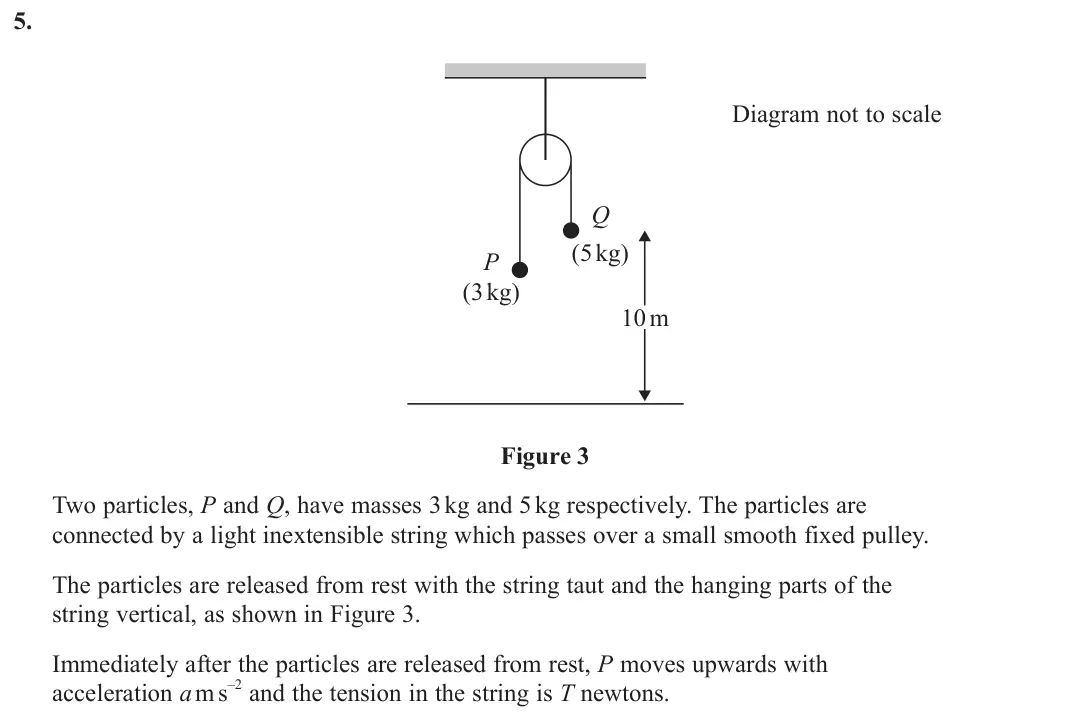 5.
Diagram not to scale
Q
(5 kg)
P
(3 kg)
10 m
Figure 3
Two particles, P and Q, have masses 3 kg and 5 kg respectively. The particles are
connected by a light inextensible string which passes over a small smooth fixed pulley.
The particles are released from rest with the string taut and the hanging parts of the
string vertical, as shown in Figure 3.
Immediately after the particles are released from rest, P moves upwards with
acceleration a m s⁻² and the tension in the string is T newtons.